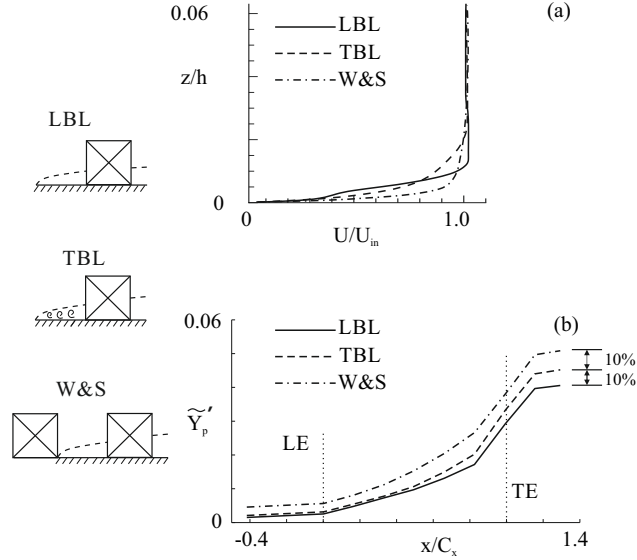 0.06
(a)
LBL
TBL
W&S
z/h
LBL
0
1.0
U/U_in
TBL
0.06
(b)
LBL
TBL
W&S
10%
10%
W&S
Ỹ_p′
LE
TE
0
-0.4
x/C_x
1.4